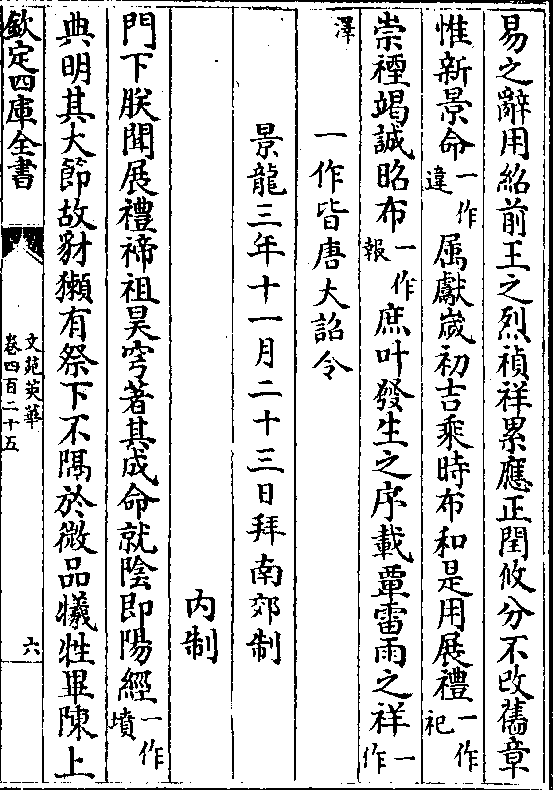 易之辭用紹前王之烈禎祥累應正閏攸分不改舊章
惟新景命一作違屬獻歲初吉乘時布和是用展禮一作祀
崇禋竭誠昭布一作報庶叶發生之序載覃雷雨之祥一作
澤
一作皆唐大詔令
景龍三年十一月二十三日拜南郊制
内制
門下朕聞展禮禘祖昊穹著其成命就陰即陽經一作墳
典明其大節故豺獺有祭下不隔於微品犧牲畢陳上
欽定四庫全書
文苑英華
卷四百二十五
六